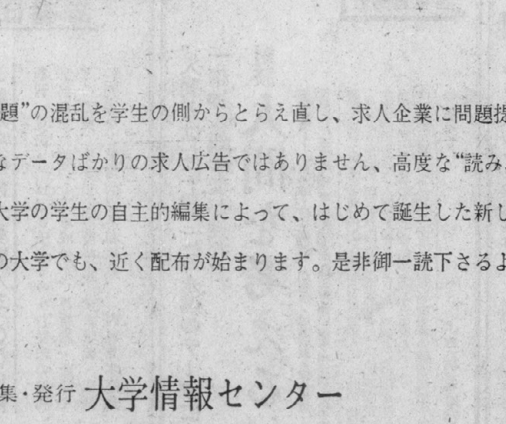 題”の混乱を学生の側からとらえ直し、求人企業に問題提
なデータばかりの求人広告ではありません、高度な“読み
大学の学生の自主的編集によって、はじめて誕生した新し
の大学でも、近く配布が始まります。是非御一読下さるよ
集・発行 大学情報センター